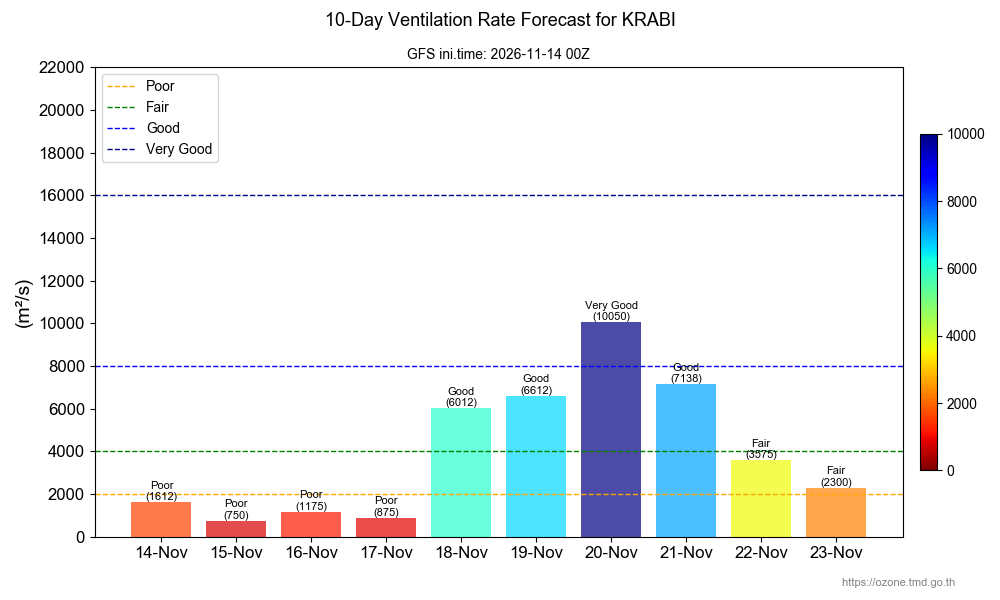 10-Day Ventilation Rate Forecast for KRABI
GFS ini.time: 2026-11-14 00Z
(m²/s)
22000
20000
18000
16000
14000
12000
10000
8000
6000
4000
2000
0
Poor
Fair
Good
Very Good
Poor
(1612)
Poor
(750)
Poor
(1175)
Poor
(875)
Good
(6012)
Good
(6612)
Very Good
(10050)
Good
(7138)
Fair
(3575)
Fair
(2300)
14-Nov
15-Nov
16-Nov
17-Nov
18-Nov
19-Nov
20-Nov
21-Nov
22-Nov
23-Nov
10000
8000
6000
4000
2000
0
https://ozone.tmd.go.th